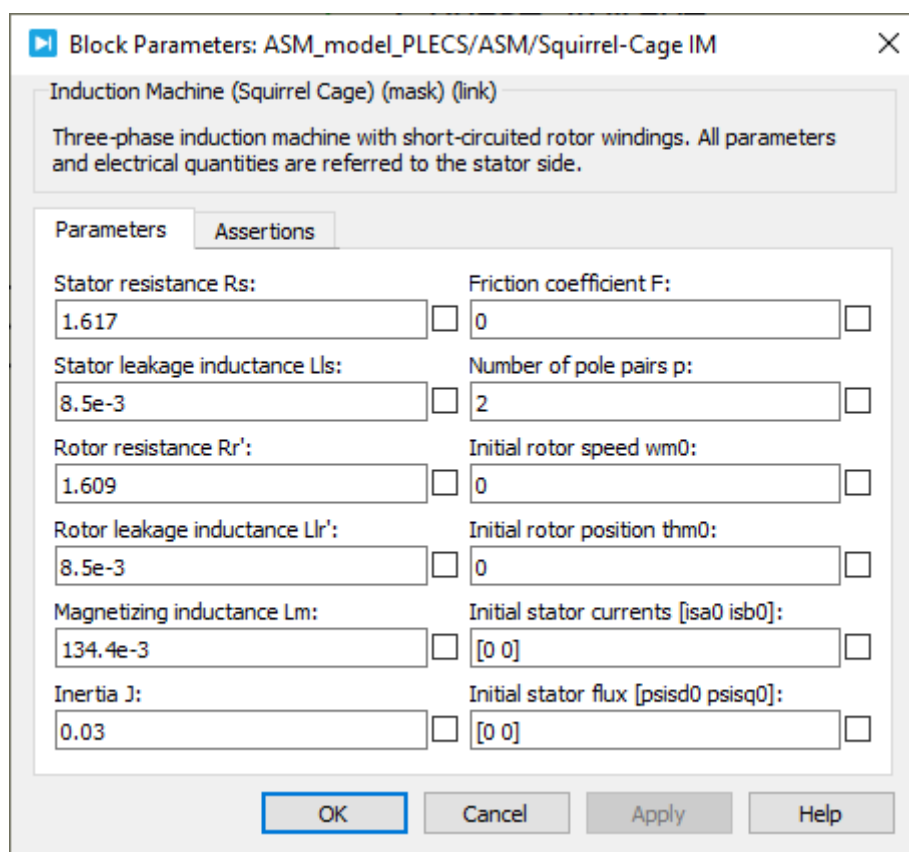 Block Parameters: ASM_model_PLECS/ASM/Squirrel-Cage IM
Induction Machine (Squirrel Cage) (mask) (link)
Three-phase induction machine with short-circuited rotor windings. All parameters
and electrical quantities are referred to the stator side.
Parameters
Assertions
Stator resistance Rs:
1.617
Friction coefficient F:
0
Stator leakage inductance Lls:
8.5e-3
Number of pole pairs p:
2
Rotor resistance Rr':
1.609
Initial rotor speed wm0:
0
Rotor leakage inductance Llr':
8.5e-3
Initial rotor position thm0:
0
Magnetizing inductance Lm:
134.4e-3
Initial stator currents [isa0 isb0]:
[0 0]
Inertia J:
0.03
Initial stator flux [psisd0 psisq0]:
[0 0]
OK
Cancel
Apply
Help